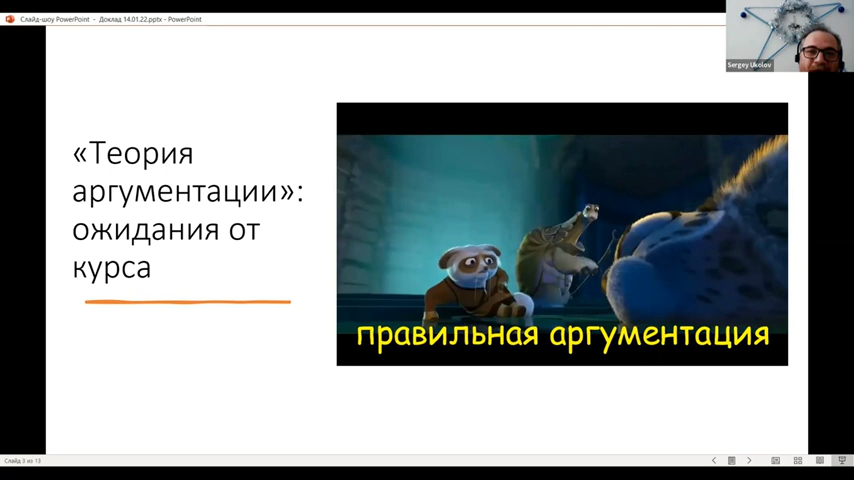 Слайд-шоу PowerPoint - Доклад 14.01.22.pptx - PowerPoint
Sergey Ukolov
«Теория
аргументации»:
ожидания от
курса
правильная аргументация
Слайд 3 из 13